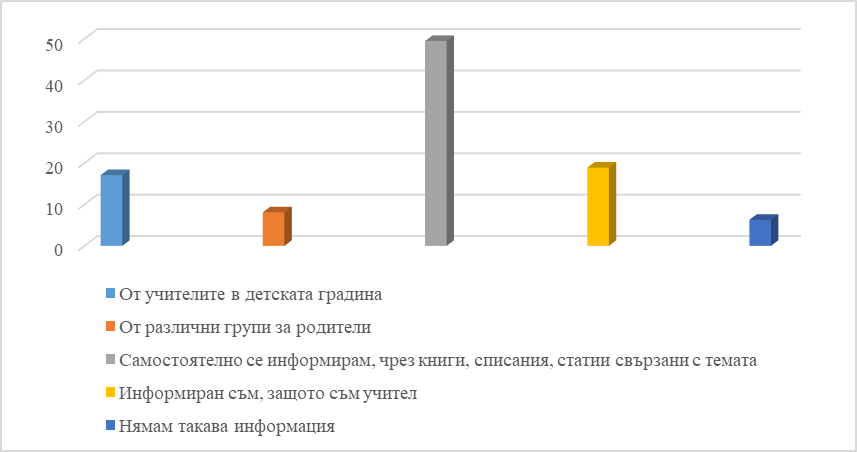 50
40
30
20
10
0
От учителите в детската градина
От различни групи за родители
Самостоятелно се информирам, чрез книги, списания, статии свързани с темата
Информиран съм, защото съм учител
Нямам такава информация